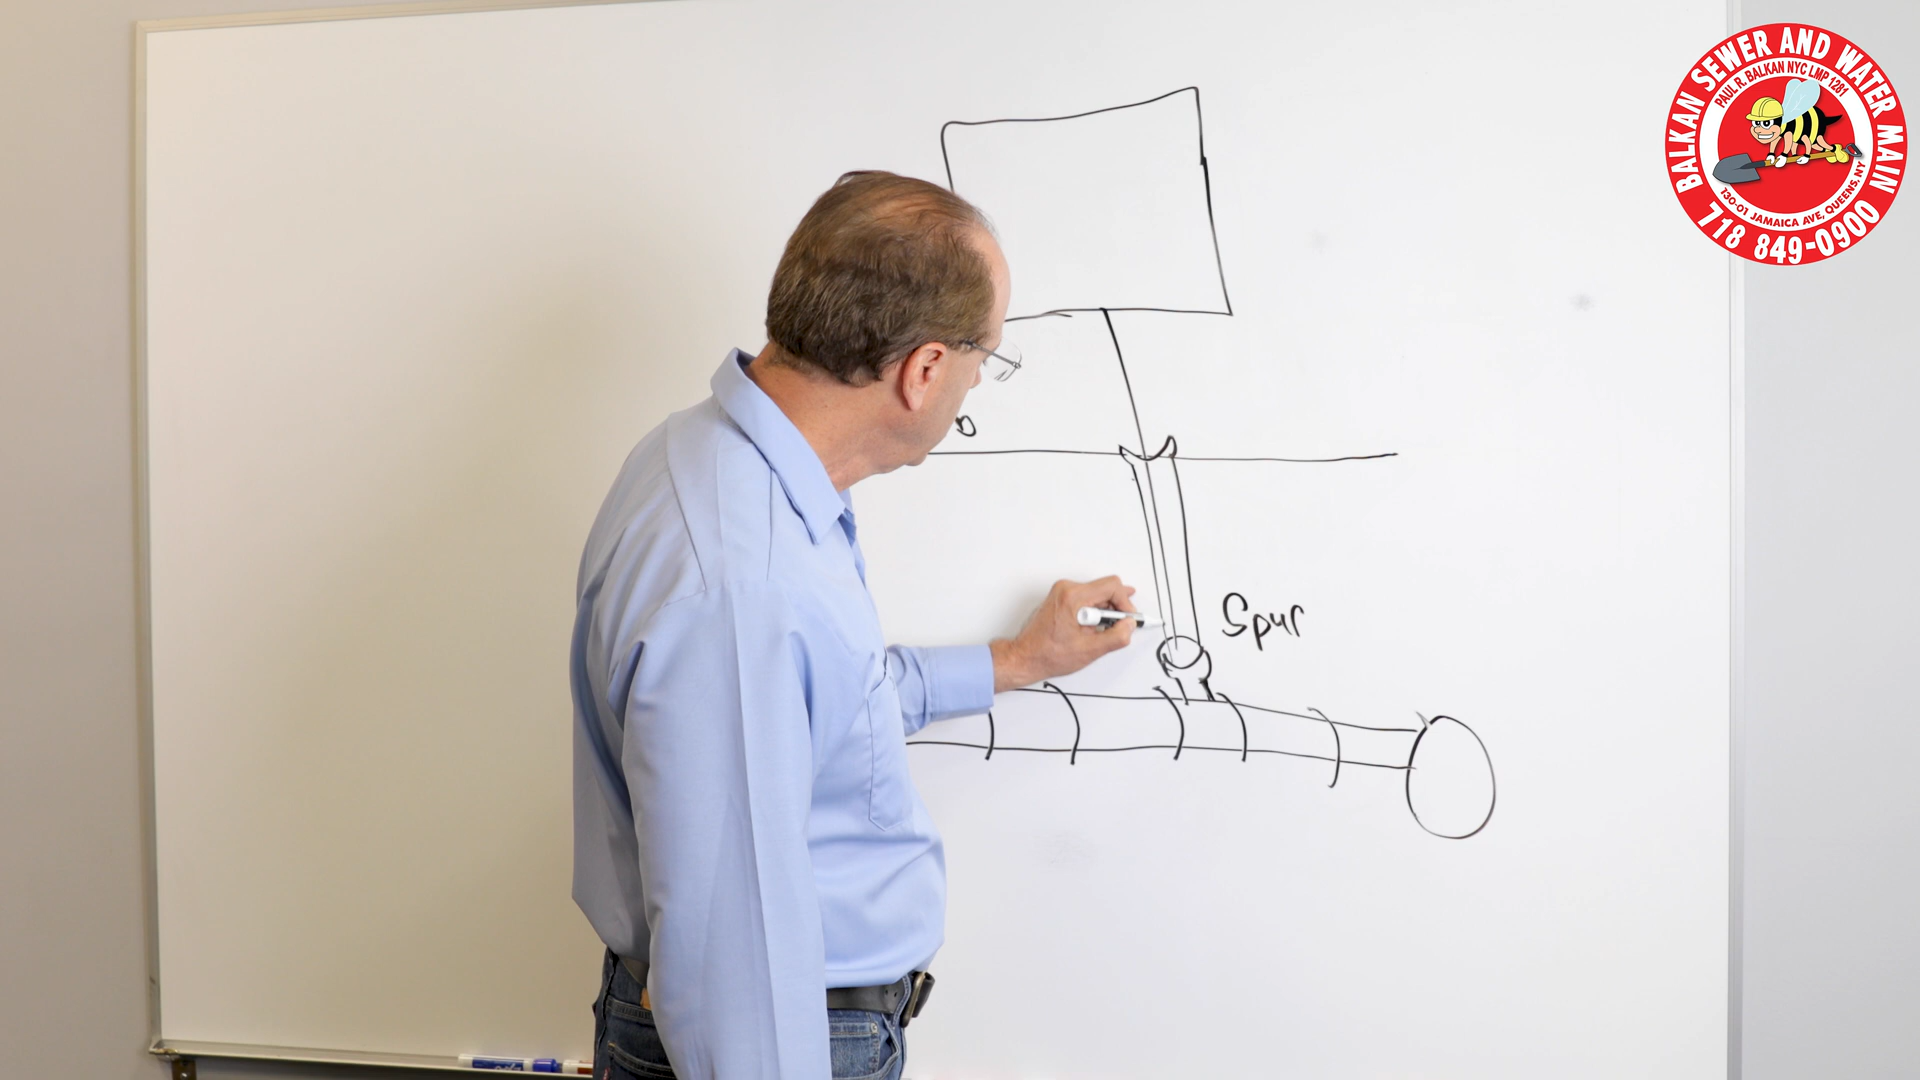 BALKAN SEWER AND WATER MAIN
PAUL R. BALKAN NYC LMP 1281
130-01 JAMAICA AVE, QUEENS, NY
718 849-0900
Spur